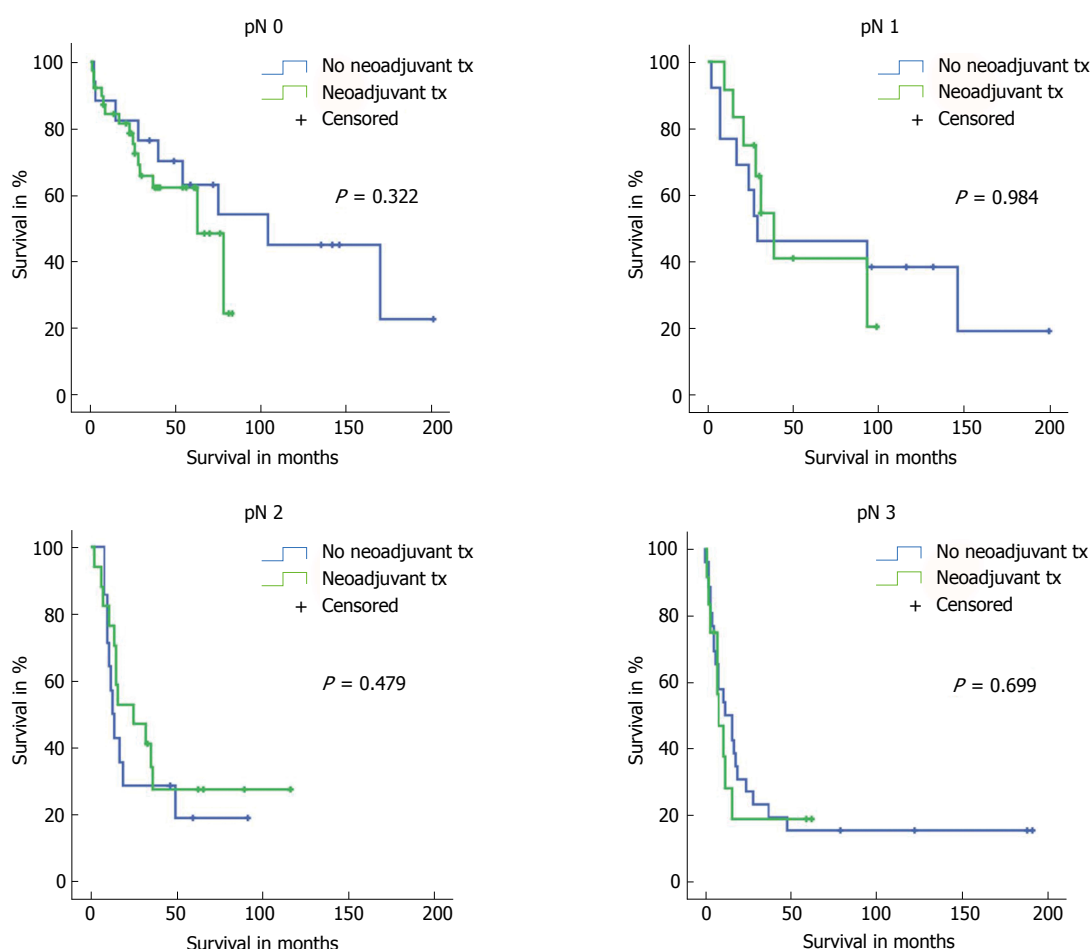 pN 0
No neoadjuvant tx
Neoadjuvant tx
+ Censored
P = 0.322
Survival in %
100
80
60
40
20
0
0 50 100 150 200
Survival in months
pN 1
No neoadjuvant tx
Neoadjuvant tx
+ Censored
P = 0.984
Survival in %
100
80
60
40
20
0
0 50 100 150 200
Survival in months
pN 2
No neoadjuvant tx
Neoadjuvant tx
+ Censored
P = 0.479
Survival in %
100
80
60
40
20
0
0 50 100 150 200
Survival in months
pN 3
No neoadjuvant tx
Neoadjuvant tx
+ Censored
P = 0.699
Survival in %
100
80
60
40
20
0
0 50 100 150 200
Survival in months